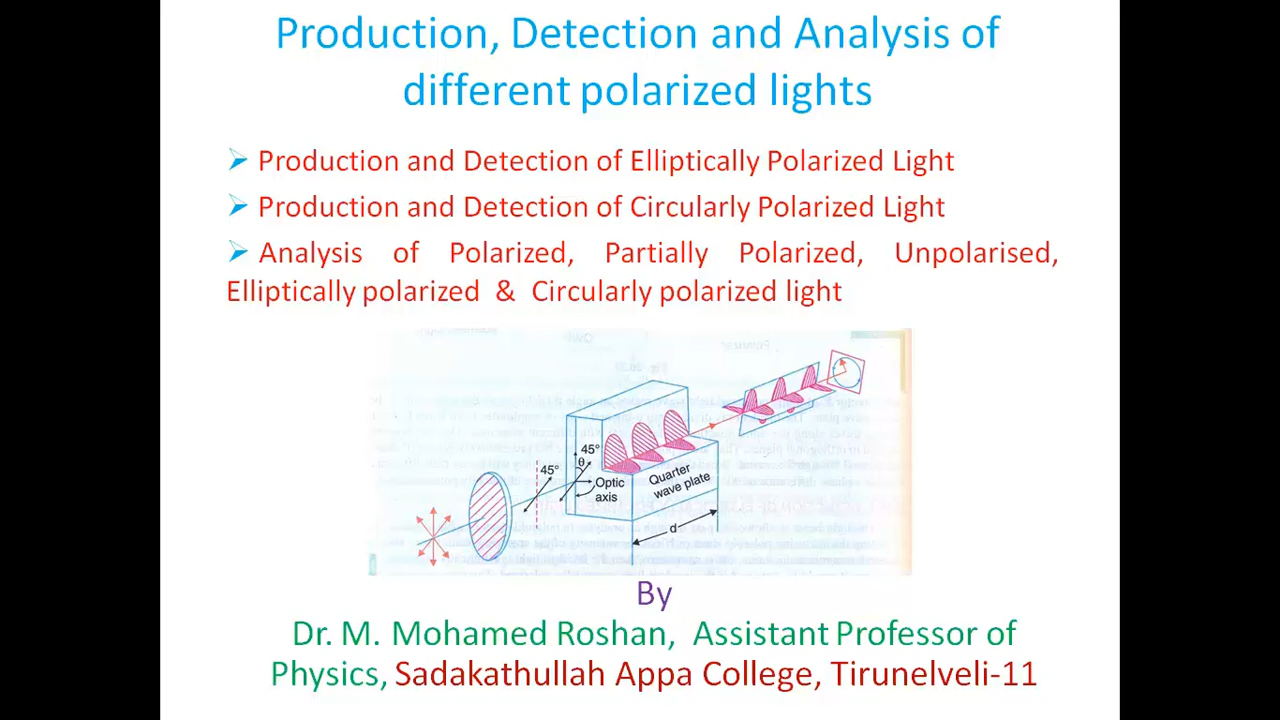 Production, Detection and Analysis of
different polarized lights
Production and Detection of Elliptically Polarized Light
Production and Detection of Circularly Polarized Light
Analysis of Polarized, Partially Polarized, Unpolarised,
Elliptically polarized & Circularly polarized light
45°
θ
45°
Optic
axis
Quarter
wave plate
d
By
Dr. M. Mohamed Roshan, Assistant Professor of
Physics, Sadakathullah Appa College, Tirunelveli-11